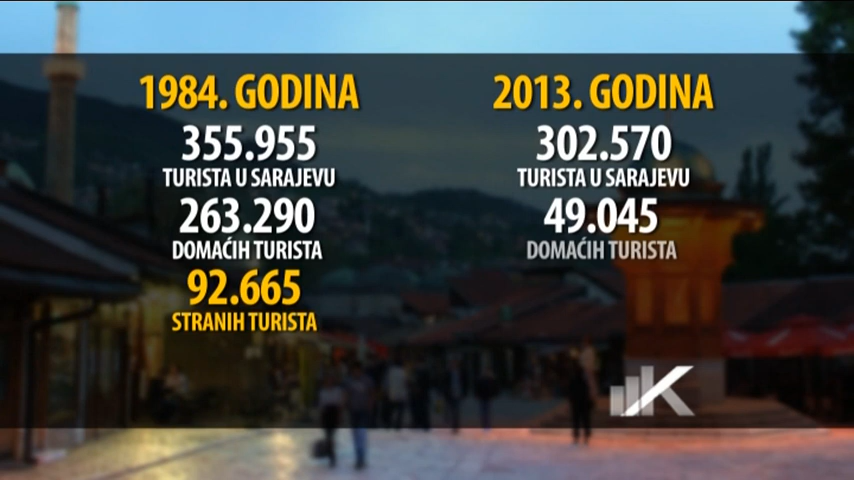 1984. GODINA
355.955
TURISTA U SARAJEVU
263.290
DOMAĆIH TURISTA
92.665
STRANIH TURISTA
2013. GODINA
302.570
TURISTA U SARAJEVU
49.045
DOMAĆIH TURISTA
K